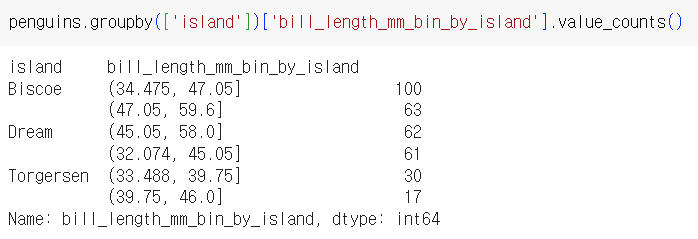 penguins.groupby(['island'])['bill_length_mm_bin_by_island'].value_counts()
island     bill_length_mm_bin_by_island
Biscoe     (34.475, 47.05]                 100
           (47.05, 59.6]                    63
Dream      (45.05, 58.0]                    62
           (32.074, 45.05]                  61
Torgersen  (33.488, 39.75]                  30
           (39.75, 46.0]                    17
Name: bill_length_mm_bin_by_island, dtype: int64